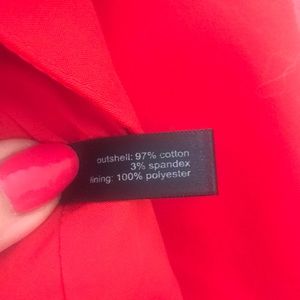 outshell: 97% cotton
3% spandex
lining: 100% polyester